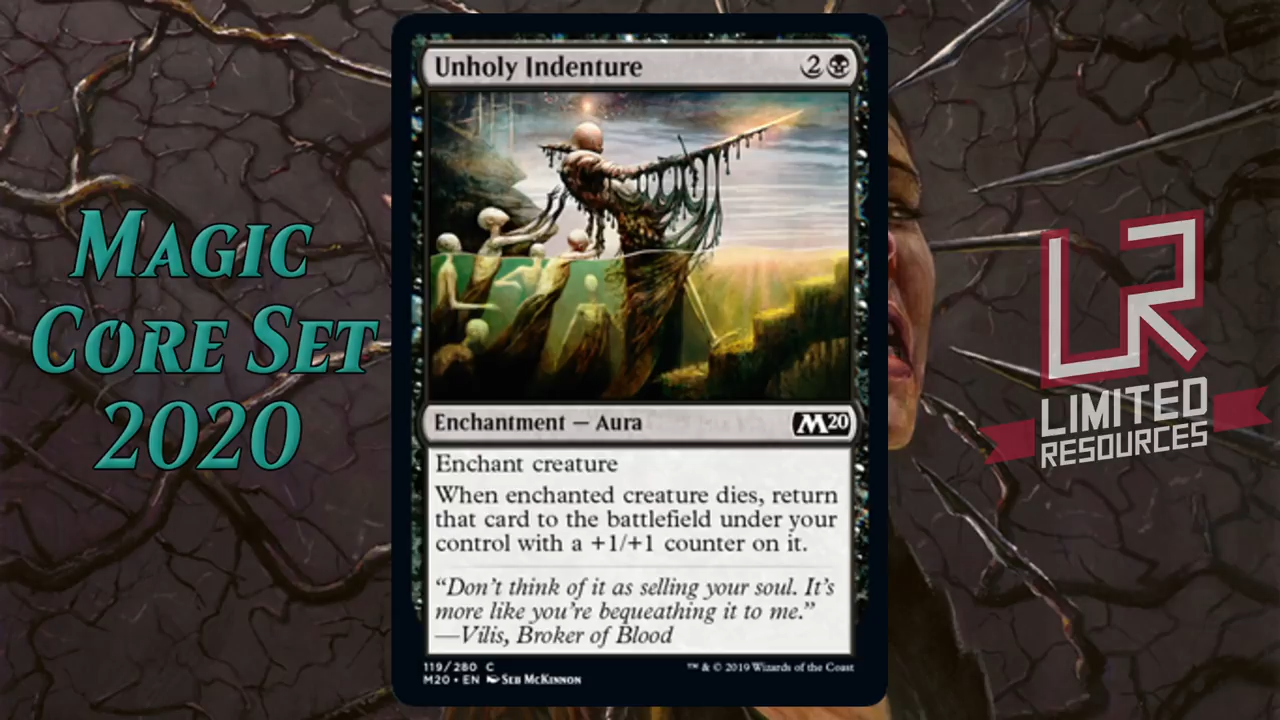 Magic
Core Set
2020
Unholy Indenture
2
Enchantment — Aura
M20
Enchant creature
When enchanted creature dies, return
that card to the battlefield under your
control with a +1/+1 counter on it.
“Don’t think of it as selling your soul. It’s
more like you’re bequeathing it to me.”
—Vilis, Broker of Blood
119/280 C
M20 • EN Seb McKinnon
™ & © 2019 Wizards of the Coast
LR
LIMITED
RESOURCES